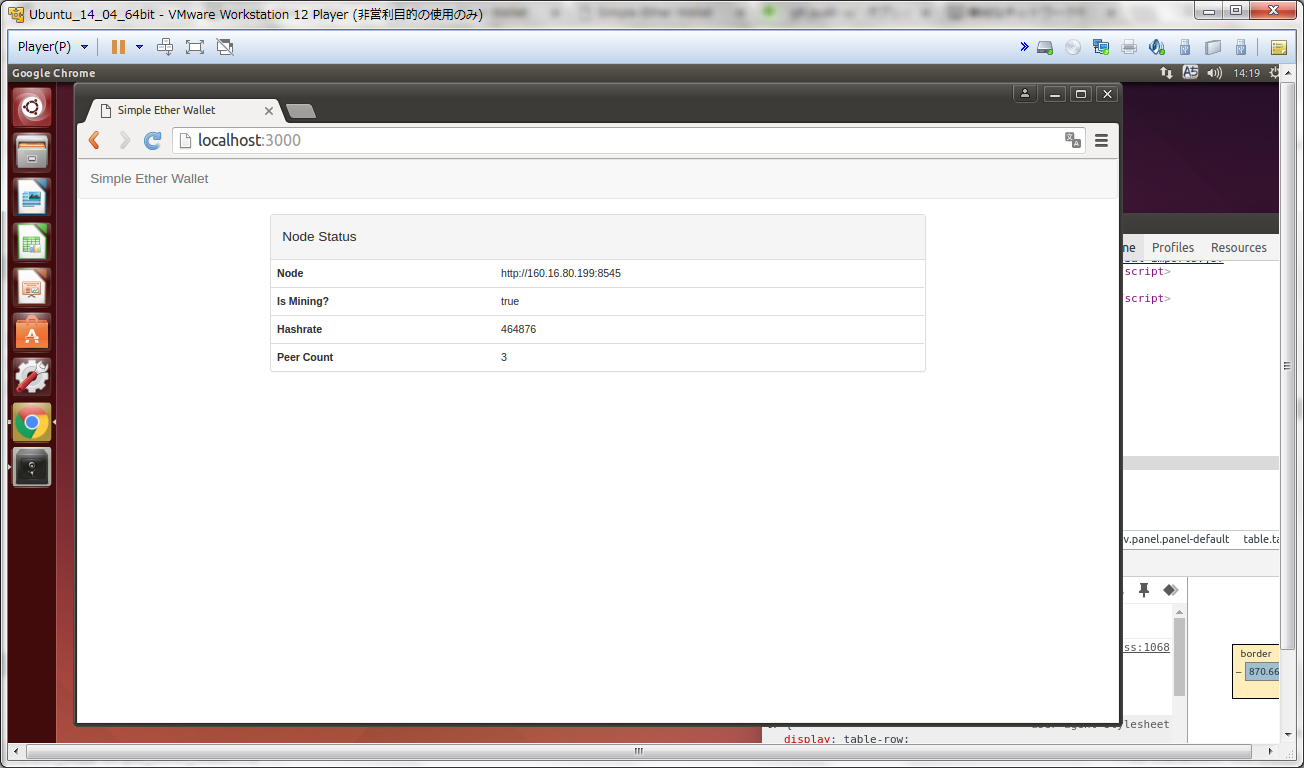 Ubuntu_14_04_64bit - VMware Workstation 12 Player (非営利目的の使用のみ)
Player(P)
Google Chrome
14:19
Simple Ether Wallet
localhost:3000
Simple Ether Wallet
Node Status
Node http://160.16.80.199:8545
Is Mining? true
Hashrate 464876
Peer Count 3
ne Profiles Resources
script>
script>
v.panel.panel-default table.ta
ss:1068
border
870.66
stylesheet
display: table-row;